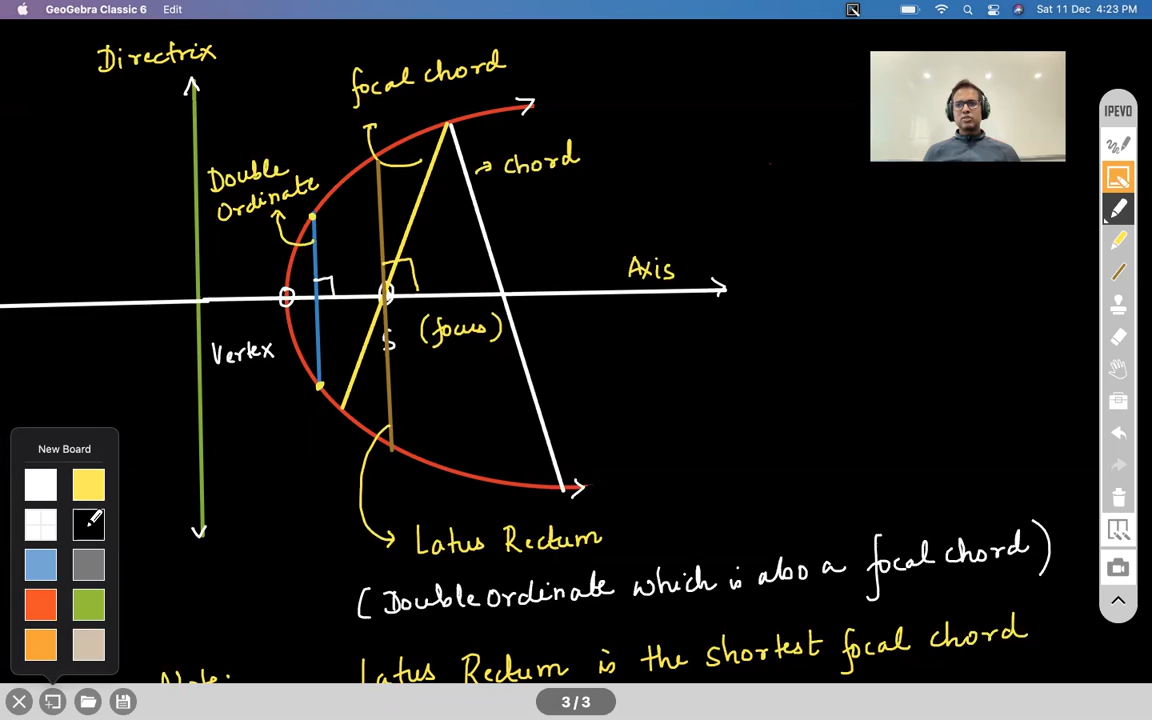 GeoGebra Classic 6 Edit
Sat 11 Dec 4:23 PM
Directrix
focal chord
IPEVO
Double
Ordinate
chord
Axis
S
(focus)
Vertex
New Board
Latus Rectum
(Double ordinate which is also a focal chord)
Note: Latus Rectum is the shortest focal chord
3/3